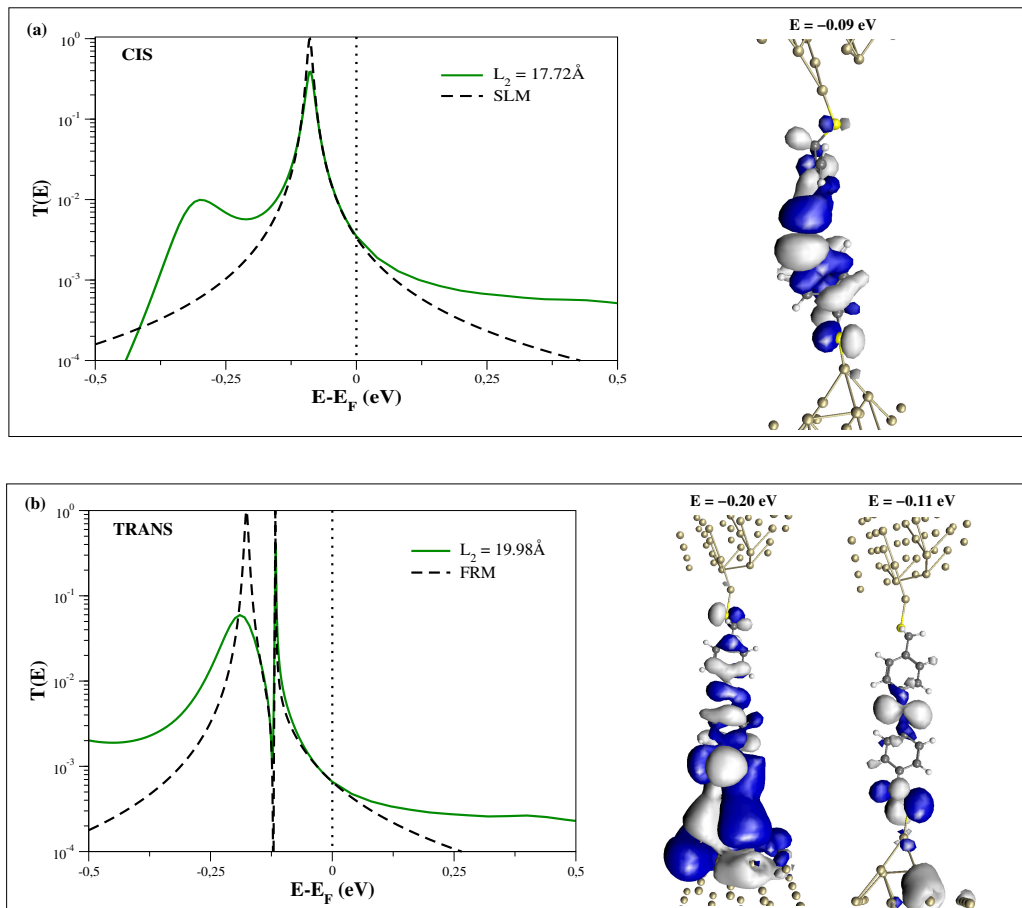 (a)
CIS
L2 = 17.72Å
SLM
E = −0.09 eV
T(E)
10^0
10^-1
10^-2
10^-3
10^-4
-0,5
-0,25
0
0,25
0,5
E-E_F (eV)
(b)
TRANS
L2 = 19.98Å
FRM
E = −0.20 eV
E = −0.11 eV
T(E)
10^0
10^-1
10^-2
10^-3
10^-4
-0,5
-0,25
0
0,25
0,5
E-E_F (eV)